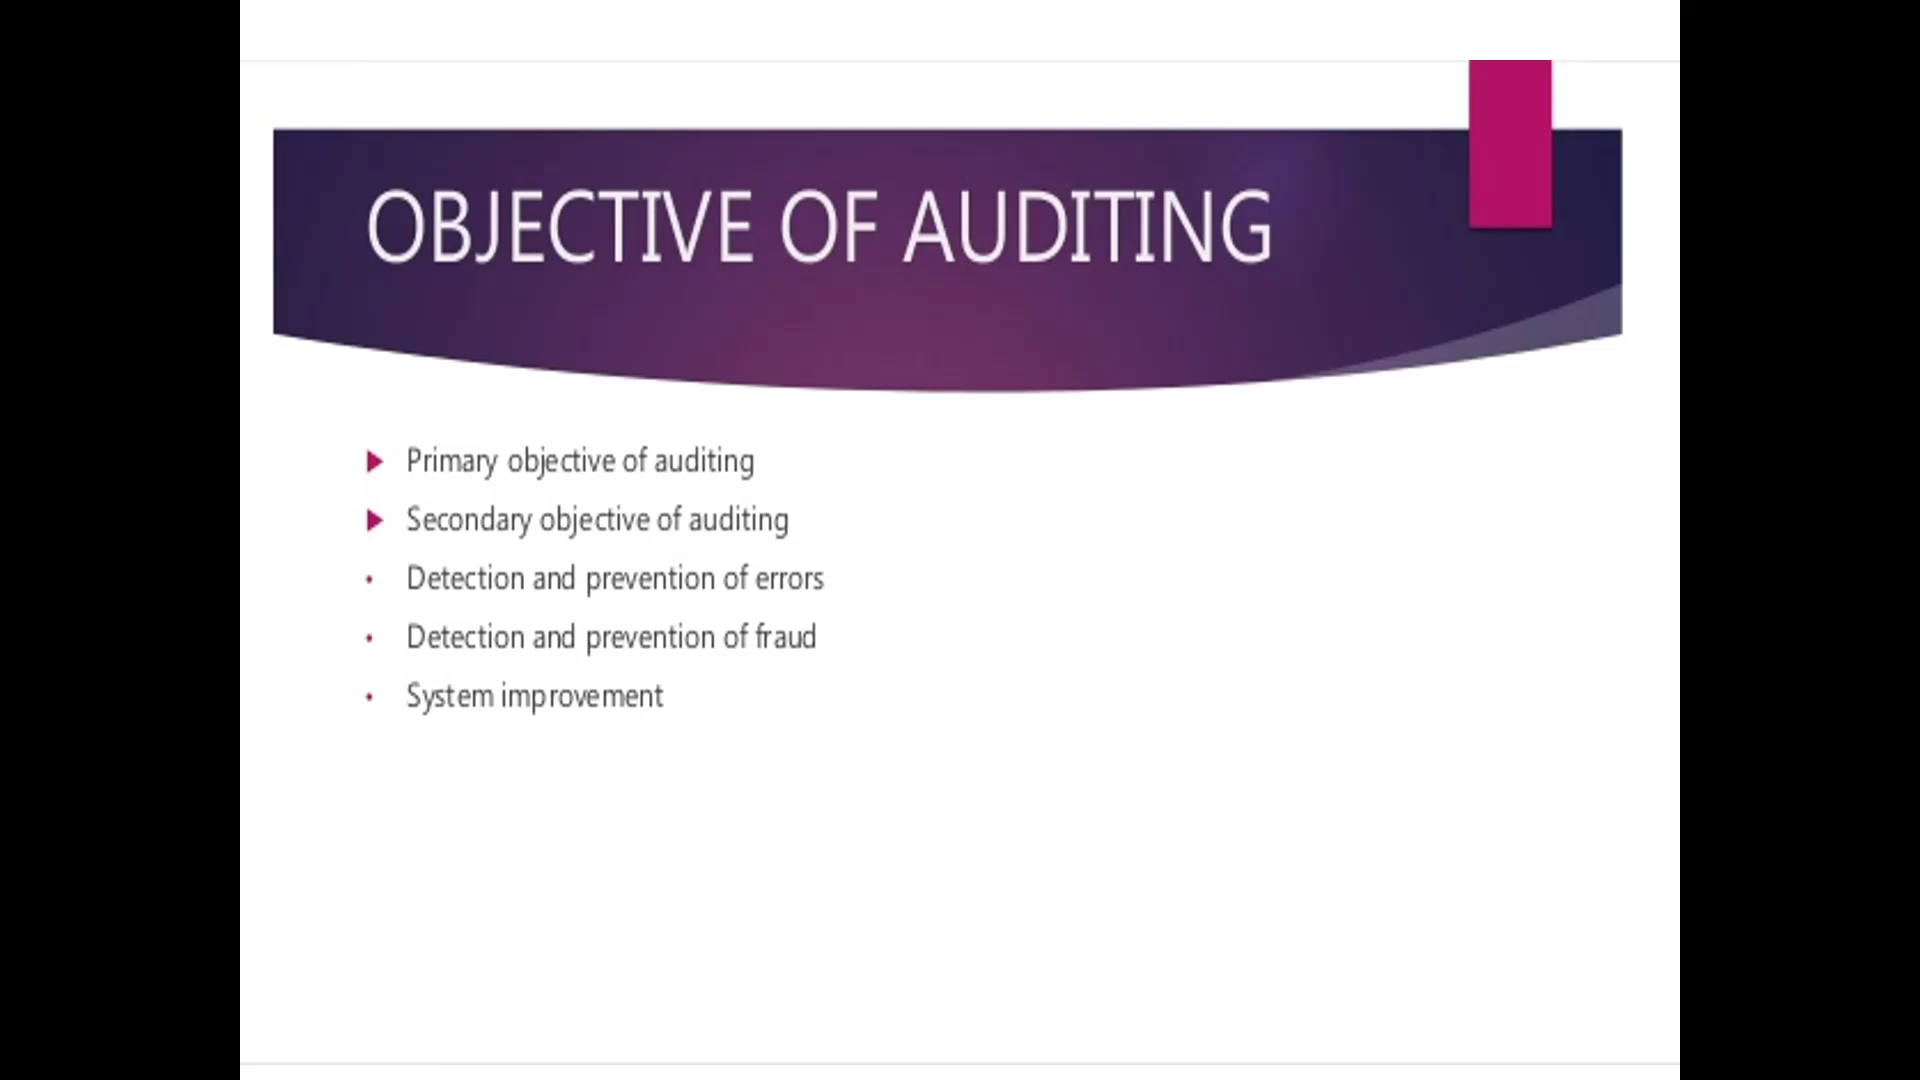 OBJECTIVE OF AUDITING
Primary objective of auditing
Secondary objective of auditing
Detection and prevention of errors
Detection and prevention of fraud
System improvement